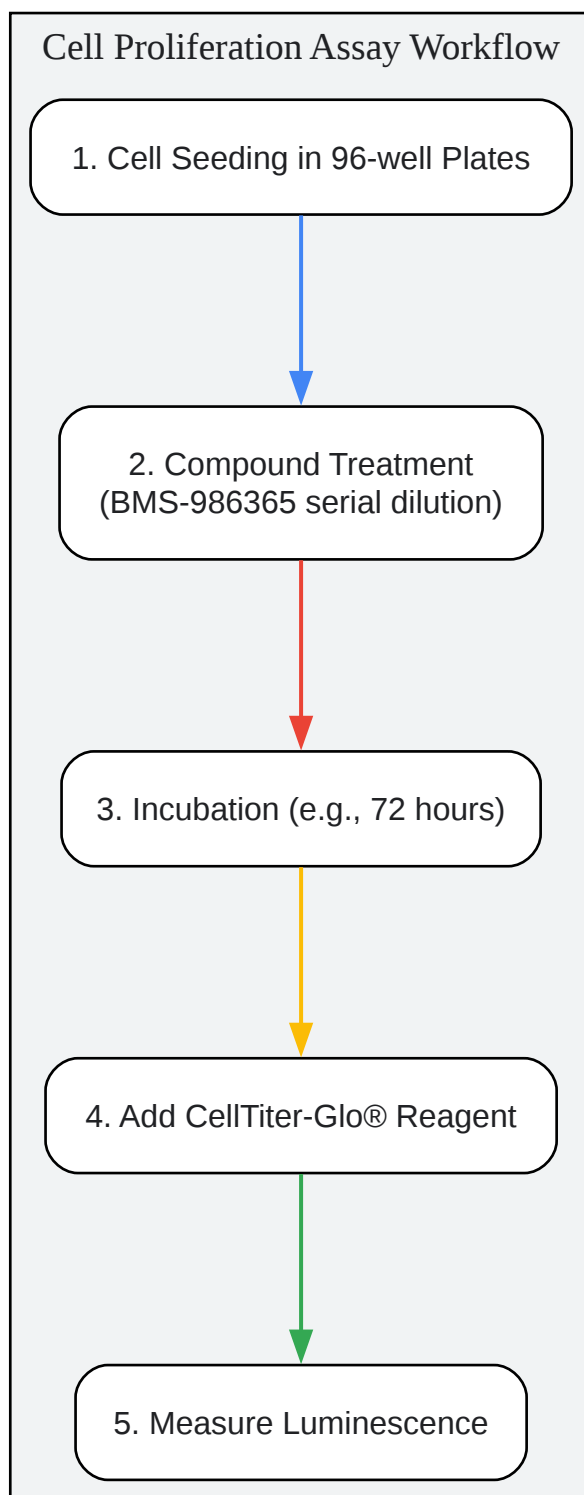 Cell Proliferation Assay Workflow
1. Cell Seeding in 96-well Plates
2. Compound Treatment
(BMS-986365 serial dilution)
3. Incubation (e.g., 72 hours)
4. Add CellTiter-Glo® Reagent
5. Measure Luminescence